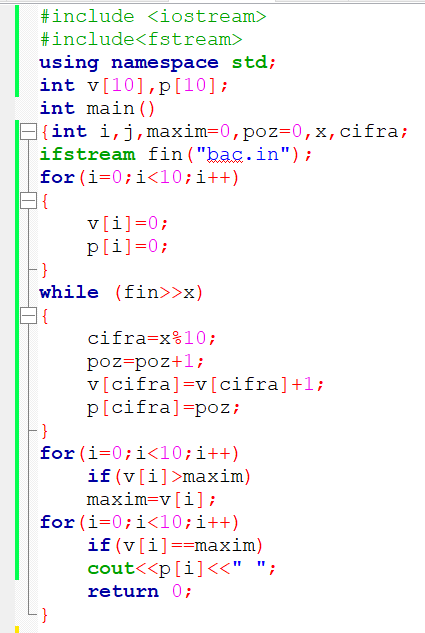 #include <iostream>
#include<fstream>
using namespace std;
int v[10],p[10];
int main()
{int i,j,maxim=0,poz=0,x,cifra;
ifstream fin("bac.in");
for(i=0;i<10;i++)
{
    v[i]=0;
    p[i]=0;
}
while (fin>>x)
{
    cifra=x%10;
    poz=poz+1;
    v[cifra]=v[cifra]+1;
    p[cifra]=poz;
}
for(i=0;i<10;i++)
    if(v[i]>maxim)
    maxim=v[i];
for(i=0;i<10;i++)
    if(v[i]==maxim)
    cout<<p[i]<<" ";
    return 0;
}